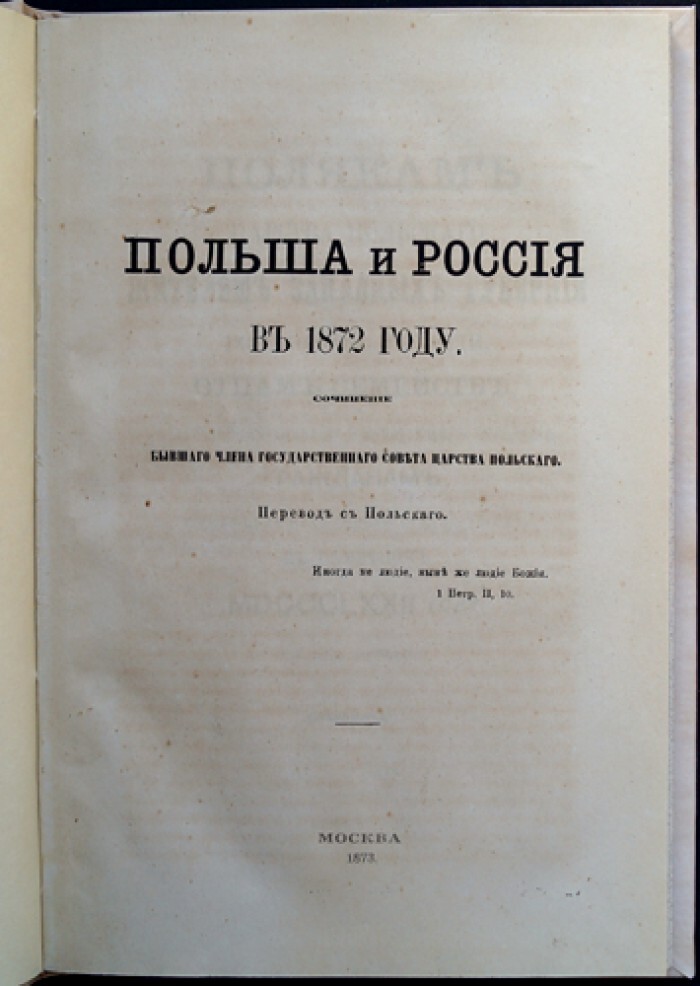 ПОЛЬША и РОССІЯ
ВЪ 1872 ГОДУ.
СОЧИНЕНІЕ
БЫВШАГО ЧЛЕНА ГОСУДАРСТВЕННАГО СОВѢТА ЦАРСТВА ПОЛЬСКАГО.
Переводъ съ Польскаго.
Иногда не людіе, нынѣ же людіе Божіи.
1 Петр. II, 10.
МОСКВА
1873.